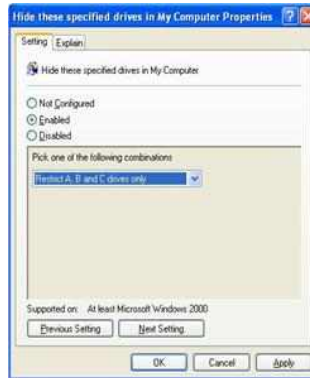 Hide these specified drives in My Computer Properties
Setting Explain
Hide these specified drives in My Computer
Not Configured
Enabled
Disabled
Pick one of the following combinations
Restrict A, B and C drives only
Supported on: At least Microsoft Windows 2000
Previous Setting Next Setting
OK Cancel Apply